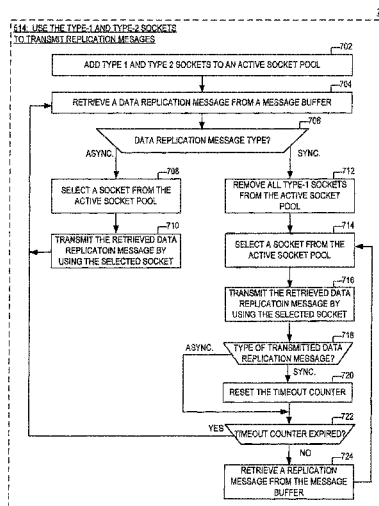 514: USE THE TYPE-1 AND TYPE-2 SOCKETS
TO TRANSMIT REPLICATION MESAGES
702
ADD TYPE 1 AND TYPE 2 SOCKETS TO AN ACTIVE SOCKET POOL
704
RETRIEVE A DATA REPLICATION MESSAGE FROM A MESSAGE BUFFER
706
DATA REPLICATION MESSAGE TYPE?
ASYNC.
SYNC.
708
SELECT A SOCKET FROM THE
ACTIVE SOCKET POOL
710
TRANSMIT THE RETRIEVED DATA
REPLICATOIN MESSAGE BY
USING THE SELECTED SOCKET
712
REMOVE ALL TYPE-1 SOCKETS
FROM THE ACTIVE SOCKET
POOL
714
SELECT A SOCKET FROM THE
ACTIVE SOCKET POOL
716
TRANSMIT THE RETRIEVED DATA
REPLICATOIN MESSAGE BY
USING THE SELECTED SOCKET
718
TYPE OF TRANSMITTED DATA
REPLICATION MESSAGE?
ASYNC.
SYNC.
720
RESET THE TIMEOUT COUNTER
722
YES
TIMEOUT COUNTER EXPIRED?
NO
724
RETRIEVE A REPLICATION
MESSAGE FROM THE MESSAGE
BUFFER